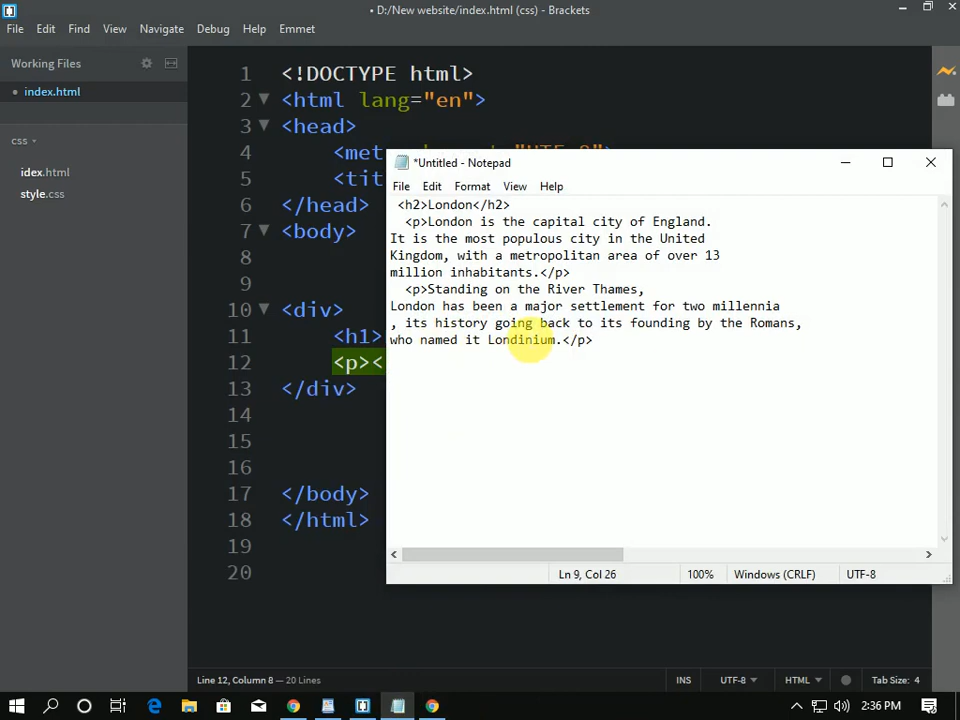 • D:/New website/index.html (css) - Brackets
File Edit Find View Navigate Debug Help Emmet
Working Files
• index.html
css
idex.html
style.css
1 <!DOCTYPE html>
2 <html lang="en">
3 <head>
4 <met
5 <tit
6 </head>
7 <body>
8
9
10 <div>
11 <h1>
12 <p><
13 </div>
14
15
16
17 </body>
18 </html>
19
20
*Untitled - Notepad
File Edit Format View Help
<h2>London</h2>
<p>London is the capital city of England.
It is the most populous city in the United
Kingdom, with a metropolitan area of over 13
million inhabitants.</p>
<p>Standing on the River Thames,
London has been a major settlement for two millennia
, its history going back to its founding by the Romans,
who named it Londinium.</p>
Ln 9, Col 26 100% Windows (CRLF) UTF-8
Line 12, Column 8 — 20 Lines INS UTF-8 HTML Tab Size: 4
2:36 PM